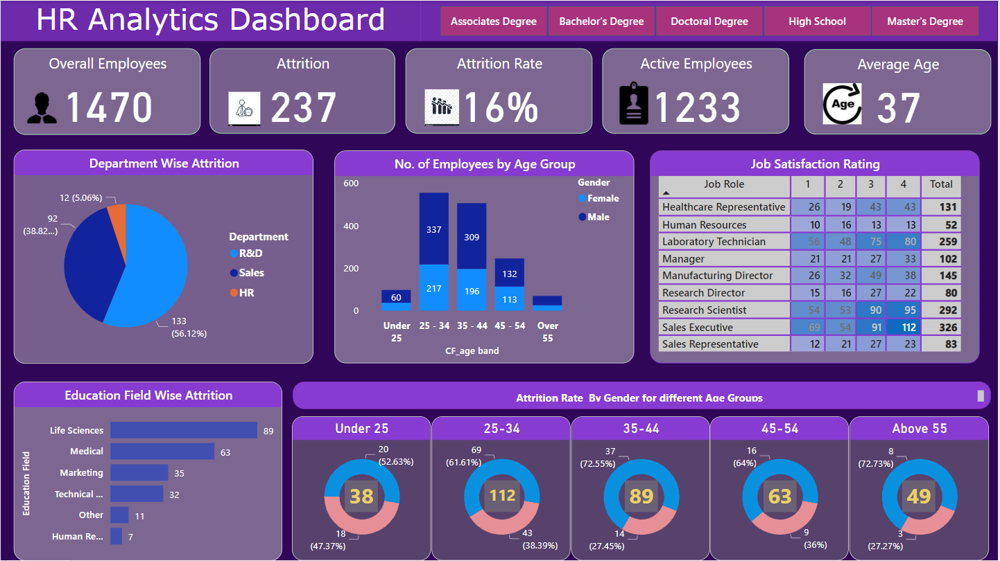 HR Analytics Dashboard
Associates Degree
Bachelor's Degree
Doctoral Degree
High School
Master's Degree
Overall Employees
1470
Attrition
237
Attrition Rate
16%
Active Employees
1233
Average Age
Age
37
Department Wise Attrition
12 (5.06%)
92
(38.82...)
133
(56.12%)
Department
R&D
Sales
HR
No. of Employees by Age Group
600
400
200
0
60
337
217
309
196
132
113
Under
25
25 - 34
35 - 44
45 - 54
Over
55
CF_age band
Gender
Female
Male
Job Satisfaction Rating
Job Role 1 2 3 4 Total
Healthcare Representative 26 19 43 43 131
Human Resources 10 16 13 13 52
Laboratory Technician 56 48 75 80 259
Manager 21 21 27 33 102
Manufacturing Director 26 32 49 38 145
Research Director 15 16 27 22 80
Research Scientist 54 53 90 95 292
Sales Executive 69 54 91 112 326
Sales Representative 12 21 27 23 83
Education Field Wise Attrition
Education Field
Life Sciences 89
Medical 63
Marketing 35
Technical ... 32
Other 11
Human Re... 7
Attrition Rate By Gender for different Age Groups
Under 25
20
(52.63%)
38
18
(47.37%)
25-34
69
(61.61%)
112
43
(38.39%)
35-44
37
(72.55%)
89
14
(27.45%)
45-54
16
(64%)
63
9
(36%)
Above 55
8
(72.73%)
49
3
(27.27%)